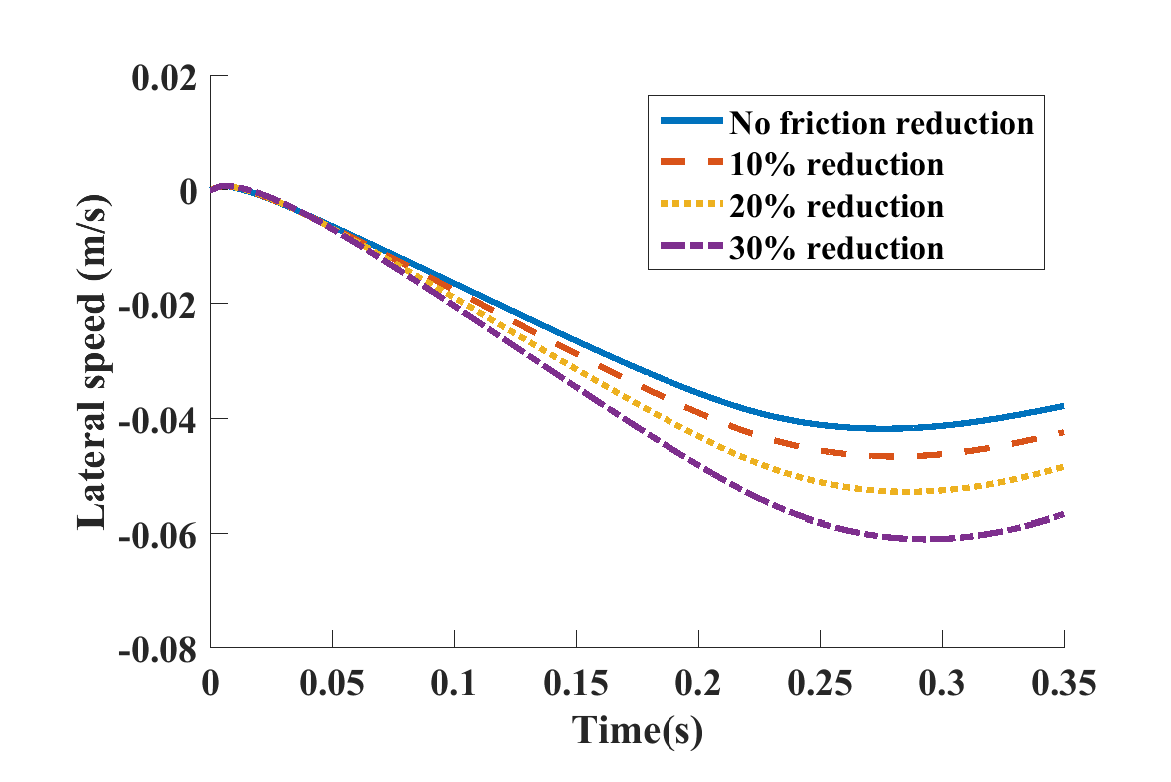 0.02
0
-0.02
-0.04
-0.06
-0.08
Lateral speed (m/s)
No friction reduction
10% reduction
20% reduction
30% reduction
0
0.05
0.1
0.15
0.2
0.25
0.3
0.35
Time(s)